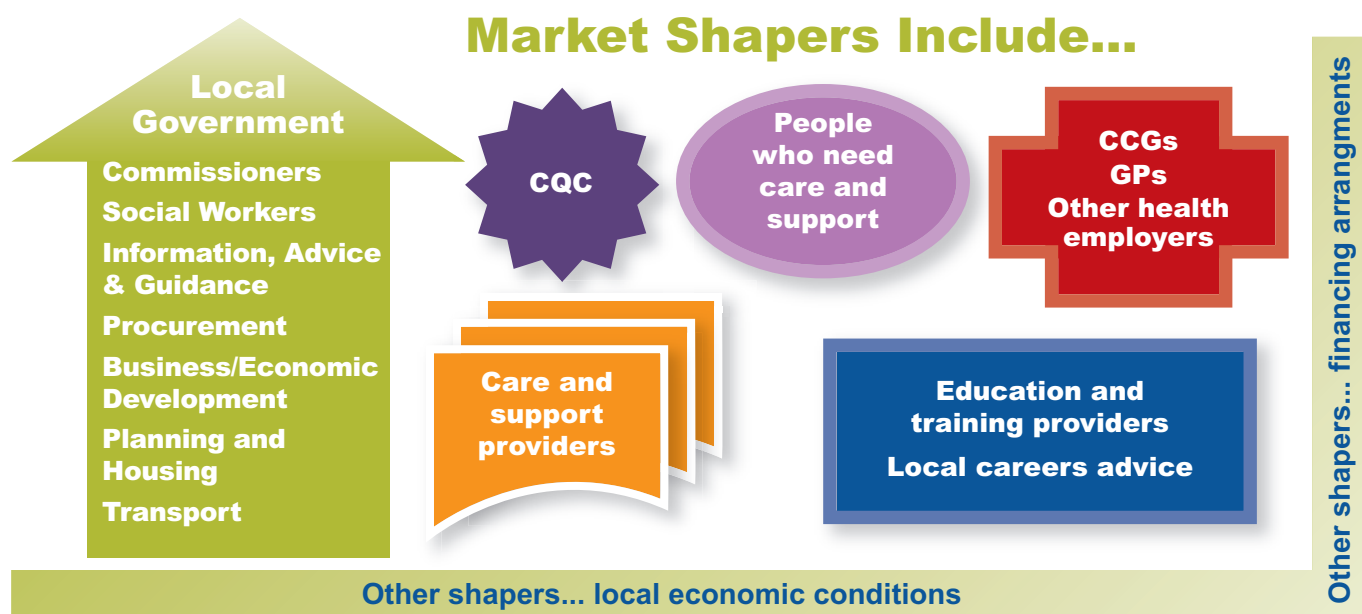 Market Shapers Include...
Local
Government
Commissioners
Social Workers
Information, Advice
& Guidance
Procurement
Business/Economic
Development
Planning and
Housing
Transport
CQC
People
who need
care and
support
CCGs
GPs
Other health
employers
Care and
support
providers
Education and
training providers
Local careers advice
Other shapers... local economic conditions
Other shapers... financing arrangments